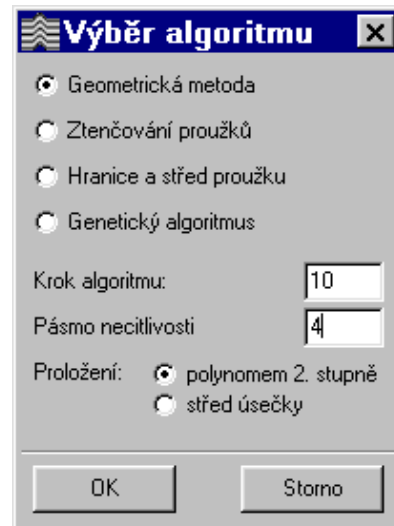 Výběr algoritmu
Geometrická metoda
Ztenčování proužků
Hranice a střed proužku
Genetický algoritmus
Krok algoritmu: 10
Pásmo necitlivosti 4
Proložení: polynomem 2. stupně
střed úsečky
OK Storno